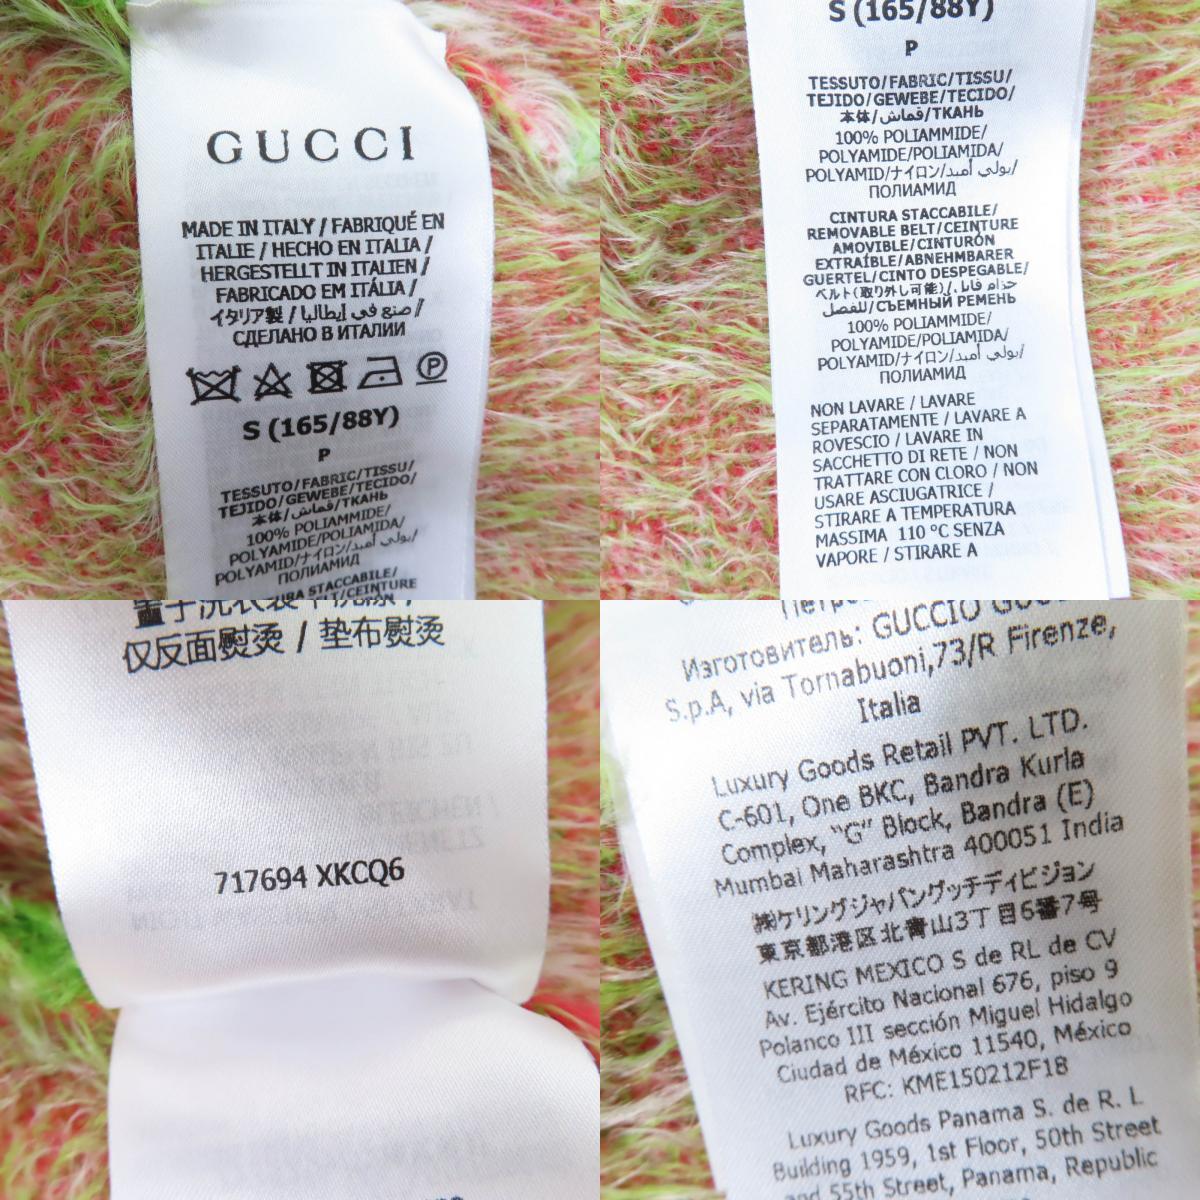 GUCCI
MADE IN ITALY / FABRIQUÉ EN
ITALIE / HECHO EN ITALIA /
HERGESTELLT IN ITALIEN /
FABRICADO EM ITÁLIA /
イタリア製 / صنع في إيطاليا /
СДЕЛАНО В ИТАЛИИ
S (165/88Y)
P
TESSUTO/FABRIC/TISSU/
TEJIDO/GEWEBE/TECIDO/
本体/قماش/ТКАНЬ
100% POLIAMMIDE/
POLYAMIDE/POLIAMIDA/
POLYAMID/ナイロン/بولي أميد/
ПОЛИАМИД
STACCABILE/
BELT/CEINTURE
S (165/88Y)
P
TESSUTO/FABRIC/TISSU/
TEJIDO/GEWEBE/TECIDO/
本体/قماش/ТКАНЬ
100% POLIAMMIDE/
POLYAMIDE/POLIAMIDA/
POLYAMID/ナイロン/بولي أميد/
ПОЛИАМИД
CINTURA STACCABILE/
REMOVABLE BELT/CEINTURE
AMOVIBLE/CINTURÓN
EXTRAÍBLE/ABNEHMBARER
GUERTEL/CINTO DESPEGABLE/
ベルト(取り外し可能)/حزام قابل
للفصل/СЪЕМНЫЙ РЕМЕНЬ
100% POLIAMMIDE/
POLYAMIDE/POLIAMIDA/
POLYAMID/ナイロン/بولي أميد/
ПОЛИАМИД
NON LAVARE / LAVARE
SEPARATAMENTE / LAVARE A
ROVESCIO / LAVARE IN
SACCHETTO DI RETE / NON
TRATTARE CON CLORO / NON
USARE ASCIUGATRICE /
STIRARE A TEMPERATURA
MASSIMA 110 °C SENZA
VAPORE / STIRARE A
仅反面熨烫 / 垫布熨烫
717694 XKCQ6
Изготовитель: GUCCIO
S.p.A, via Tornabuoni,73/R Firenze,
Italia
Luxury Goods Retail PVT. LTD.
C-601, One BKC, Bandra Kurla
Complex, "G" Block, Bandra (E)
Mumbai Maharashtra 400051 India
㈱ケリングジャパングッチディビジョン
東京都港区北青山3丁目6番7号
KERING MEXICO S de RL de CV
Av. Ejército Nacional 676, piso 9
Polanco III sección Miguel Hidalgo
Ciudad de México 11540, México
RFC: KME150212F18
Luxury Goods Panama S. de R. L
Building 1959, 1st Floor, 50th Street
and 55th Street, Panama, Republic